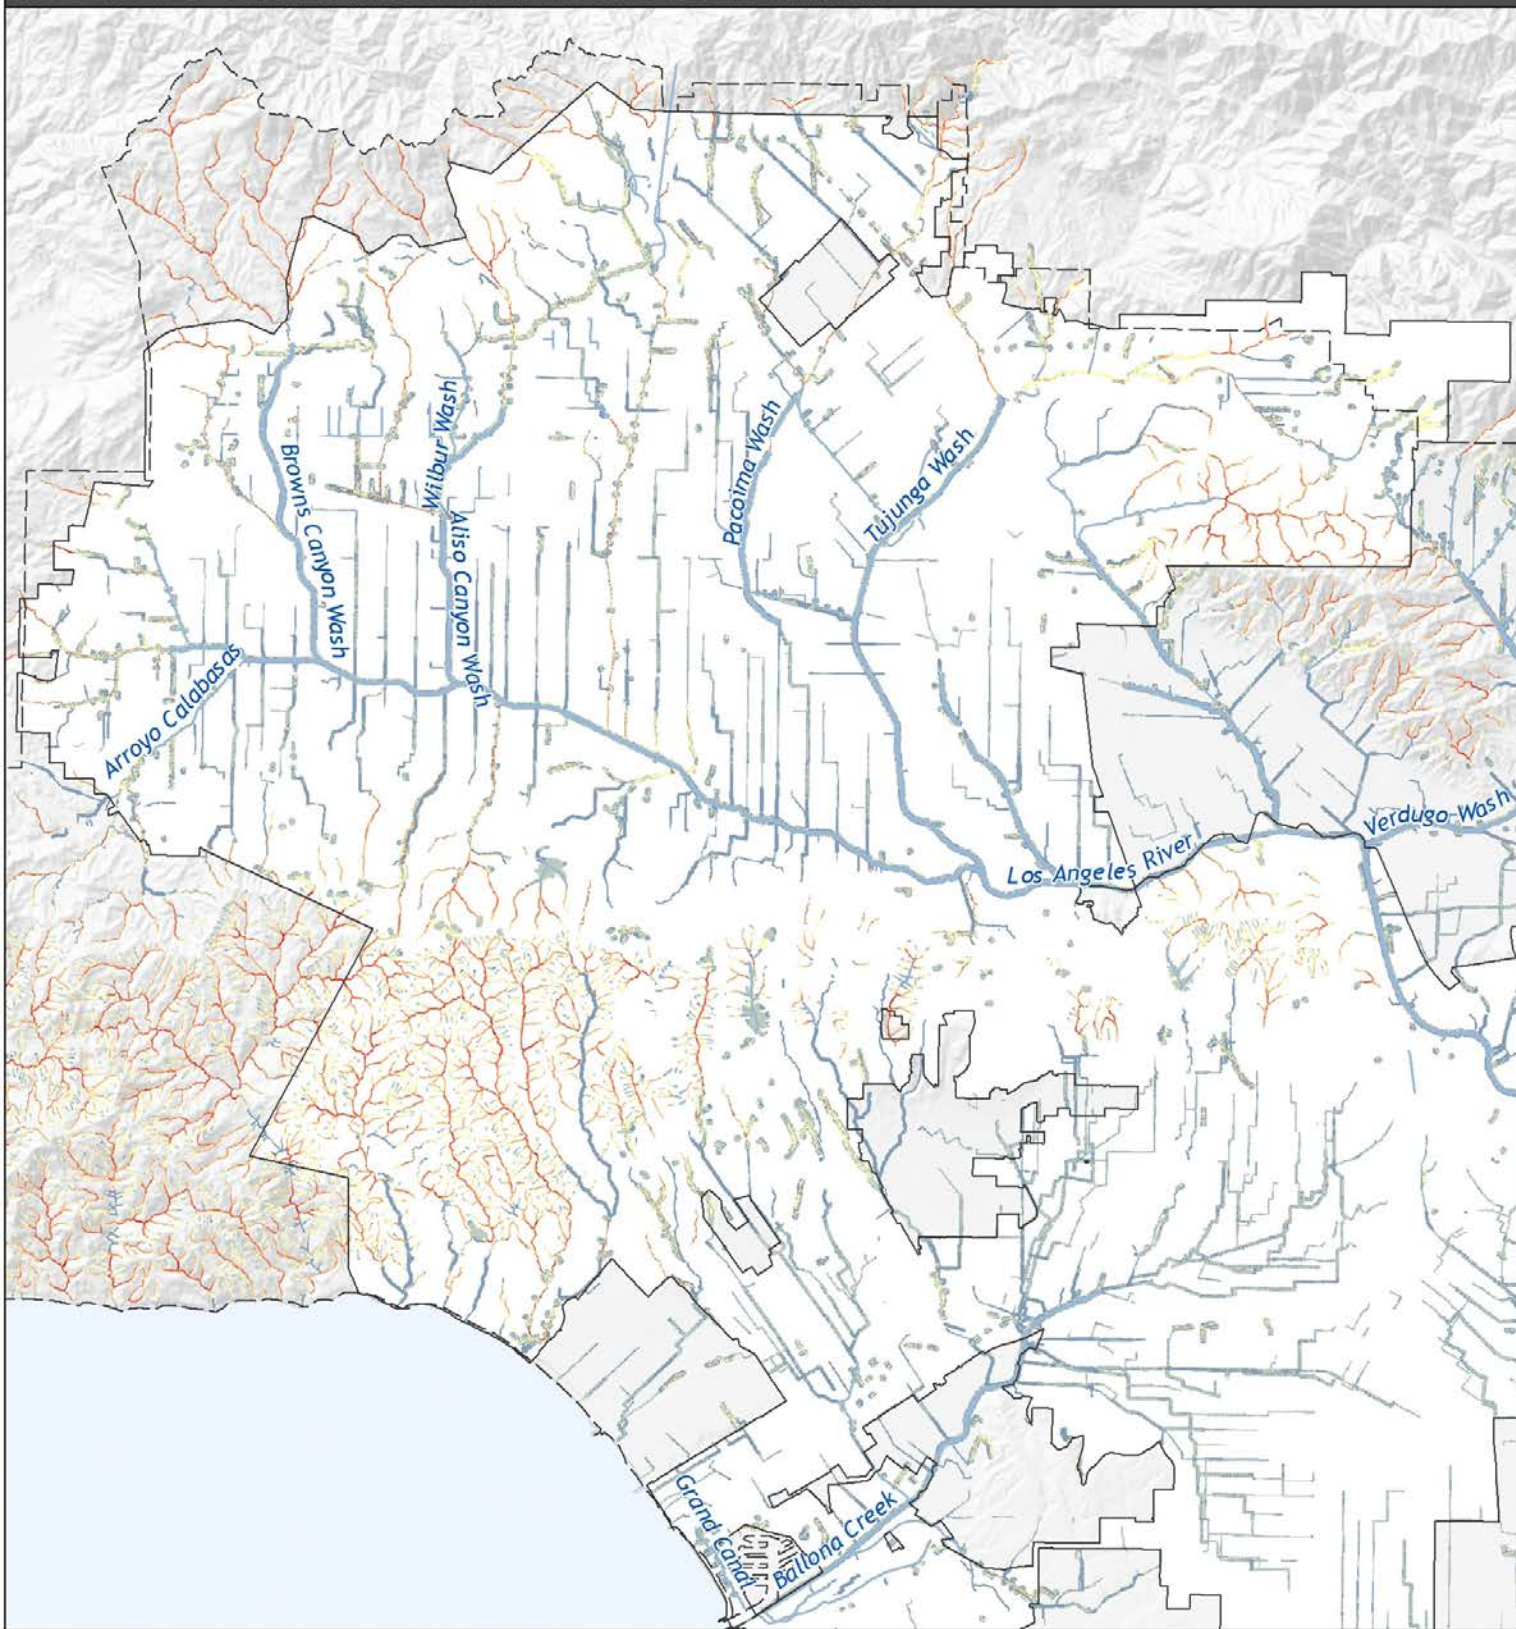 Wilbur Wash
Pacoima Wash
Tujunga Wash
Browns Canyon Wash
Aliso Canyon Wash
Arroyo Calabasas
Verdugo Wash
Los Angeles River
Grand Canal
Ballona Creek